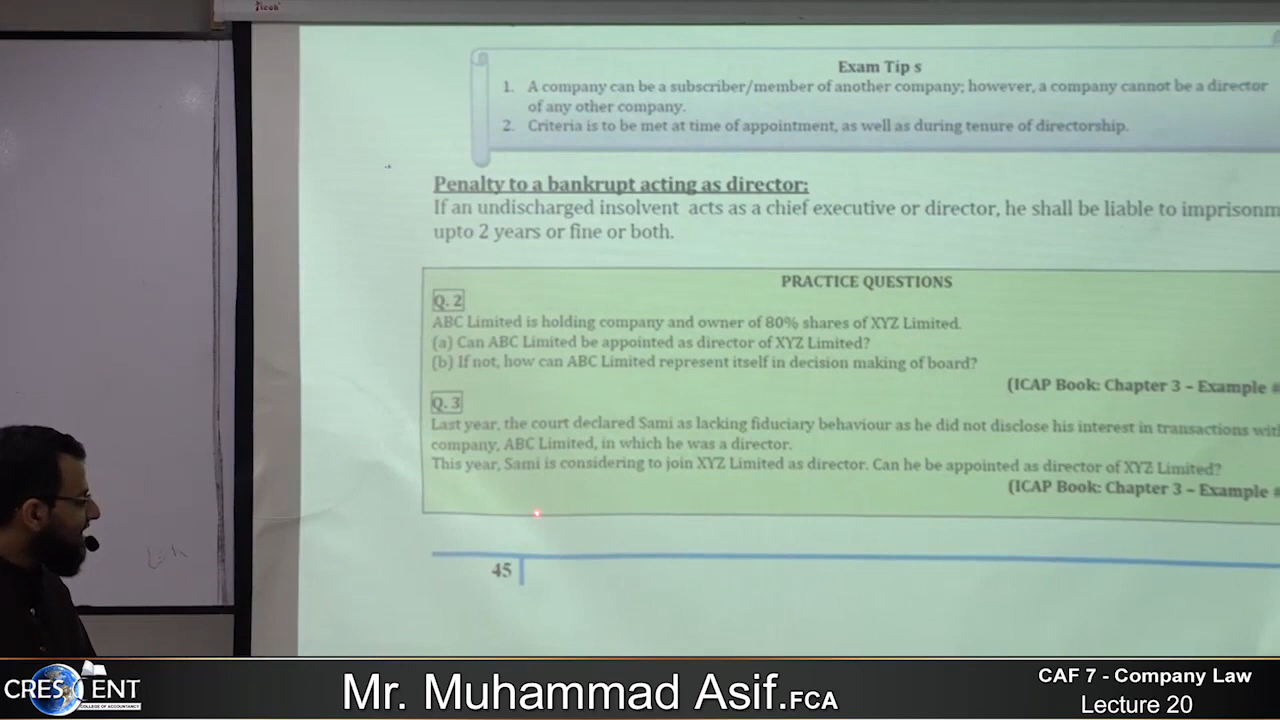 Exam Tip s
1. A company can be a subscriber/member of another company; however, a company cannot be a director
of any other company.
2. Criteria is to be met at time of appointment, as well as during tenure of directorship.
Penalty to a bankrupt acting as director:
If an undischarged insolvent acts as a chief executive or director, he shall be liable to imprisonm
upto 2 years or fine or both.
PRACTICE QUESTIONS
Q. 2
ABC Limited is holding company and owner of 80% shares of XYZ Limited.
(a) Can ABC Limited be appointed as director of XYZ Limited?
(b) If not, how can ABC Limited represent itself in decision making of board?
(ICAP Book: Chapter 3 – Example #
Q. 3
Last year, the court declared Sami as lacking fiduciary behaviour as he did not disclose his interest in transactions wit
company, ABC Limited, in which he was a director.
This year, Sami is considering to join XYZ Limited as director. Can he be appointed as director of XYZ Limited?
(ICAP Book: Chapter 3 – Example #
45
CRESCENT
COLLEGE OF ACCOUNTANCY
Mr. Muhammad Asif.FCA
CAF 7 - Company Law
Lecture 20